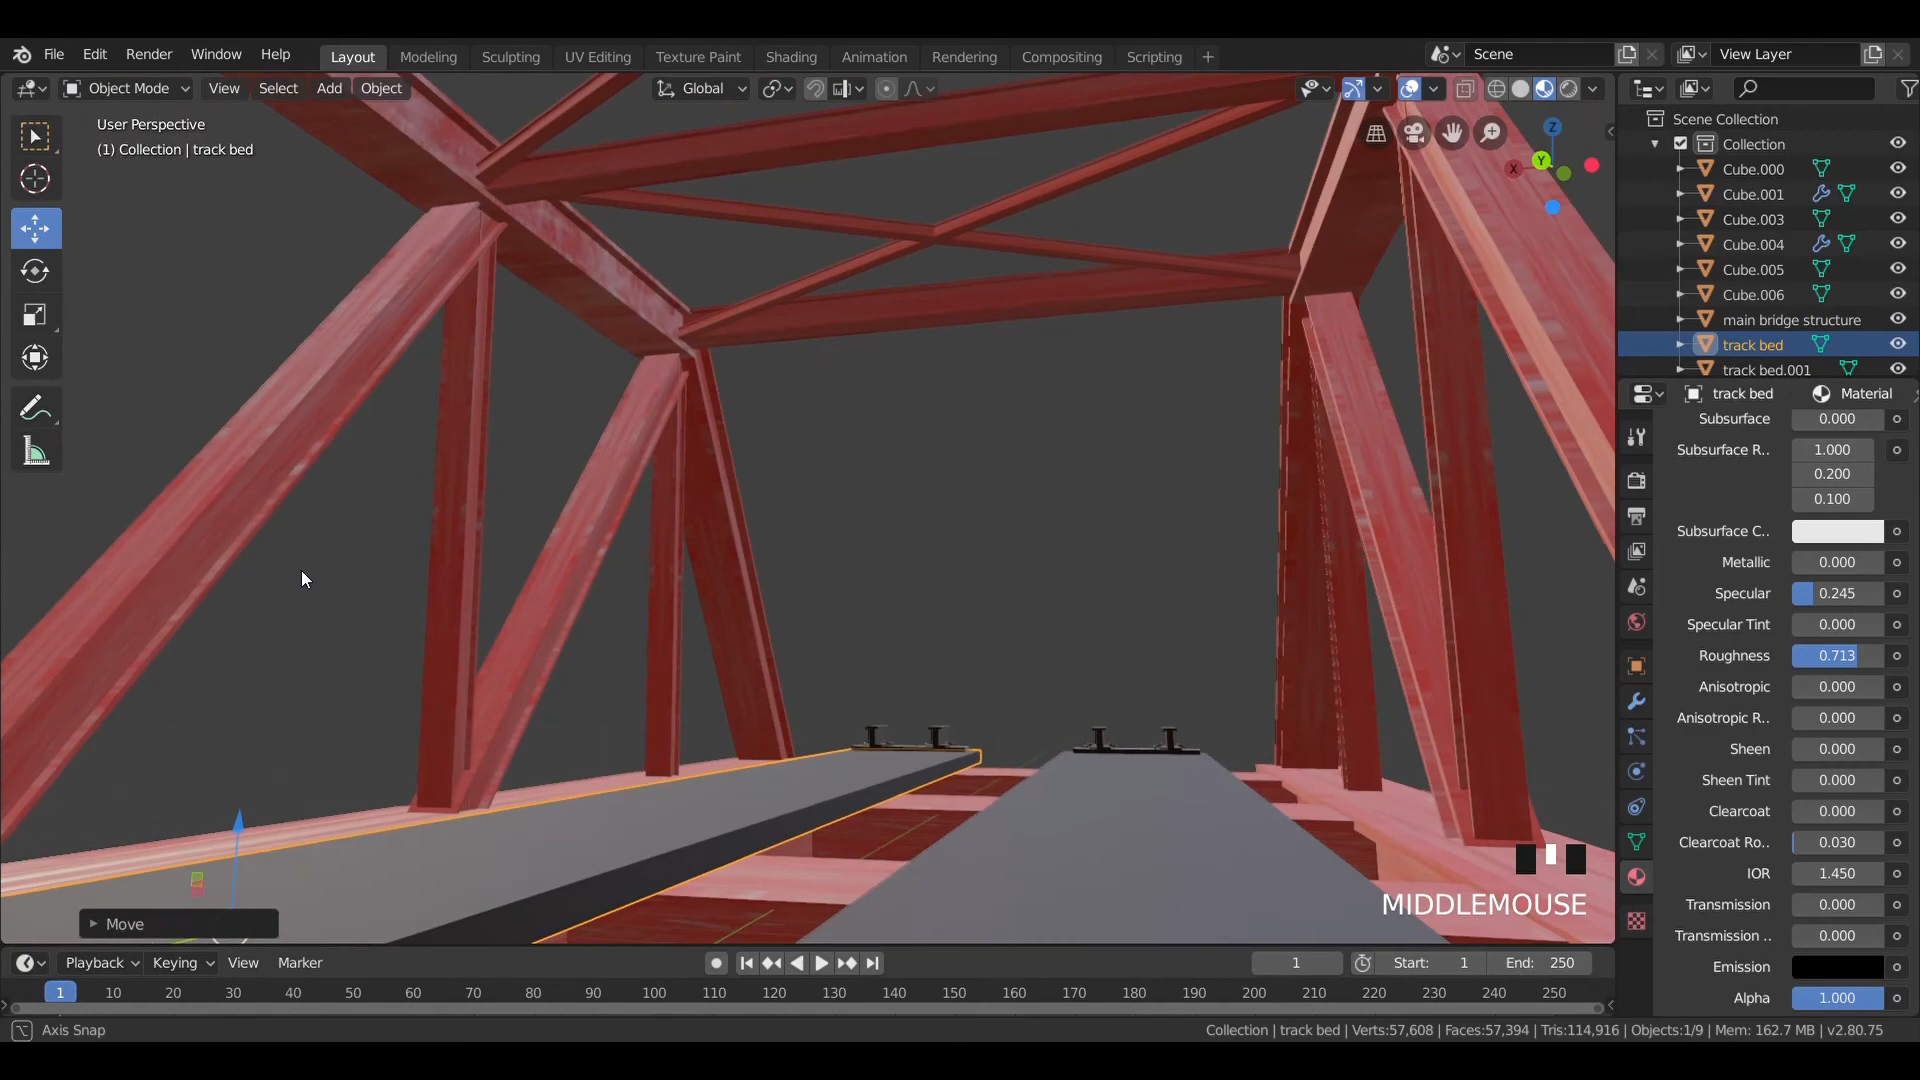 File Edit Render Window Help Layout Modeling Sculpting UV Editing Texture Paint Shading Animation Rendering Compositing Scripting + Scene View Layer
Object Mode View Select Add Object Global
User Perspective
(1) Collection | track bed
X Y Z
Scene Collection
Collection
Cube.000
Cube.001
Cube.003
Cube.004
Cube.005
Cube.006
main bridge structure
track bed
track bed.001
track bed Material
Subsurface 0.000
Subsurface R.. 1.000
0.200
0.100
Subsurface C..
Metallic 0.000
Specular 0.245
Specular Tint 0.000
Roughness 0.713
Anisotropic 0.000
Anisotropic R.. 0.000
Sheen 0.000
Sheen Tint 0.000
Clearcoat 0.000
Clearcoat Ro.. 0.030
IOR 1.450
Transmission 0.000
Transmission .. 0.000
Emission
Alpha 1.000
MIDDLEMOUSE
Move
Playback Keying View Marker 1 Start: 1 End: 250
1 10 20 30 40 50 60 70 80 90 100 110 120 130 140 150 160 170 180 190 200 210 220 230 240 250
Axis Snap Collection | track bed | Verts:57,608 | Faces:57,394 | Tris:114,916 | Objects:1/9 | Mem: 162.7 MB | v2.80.75